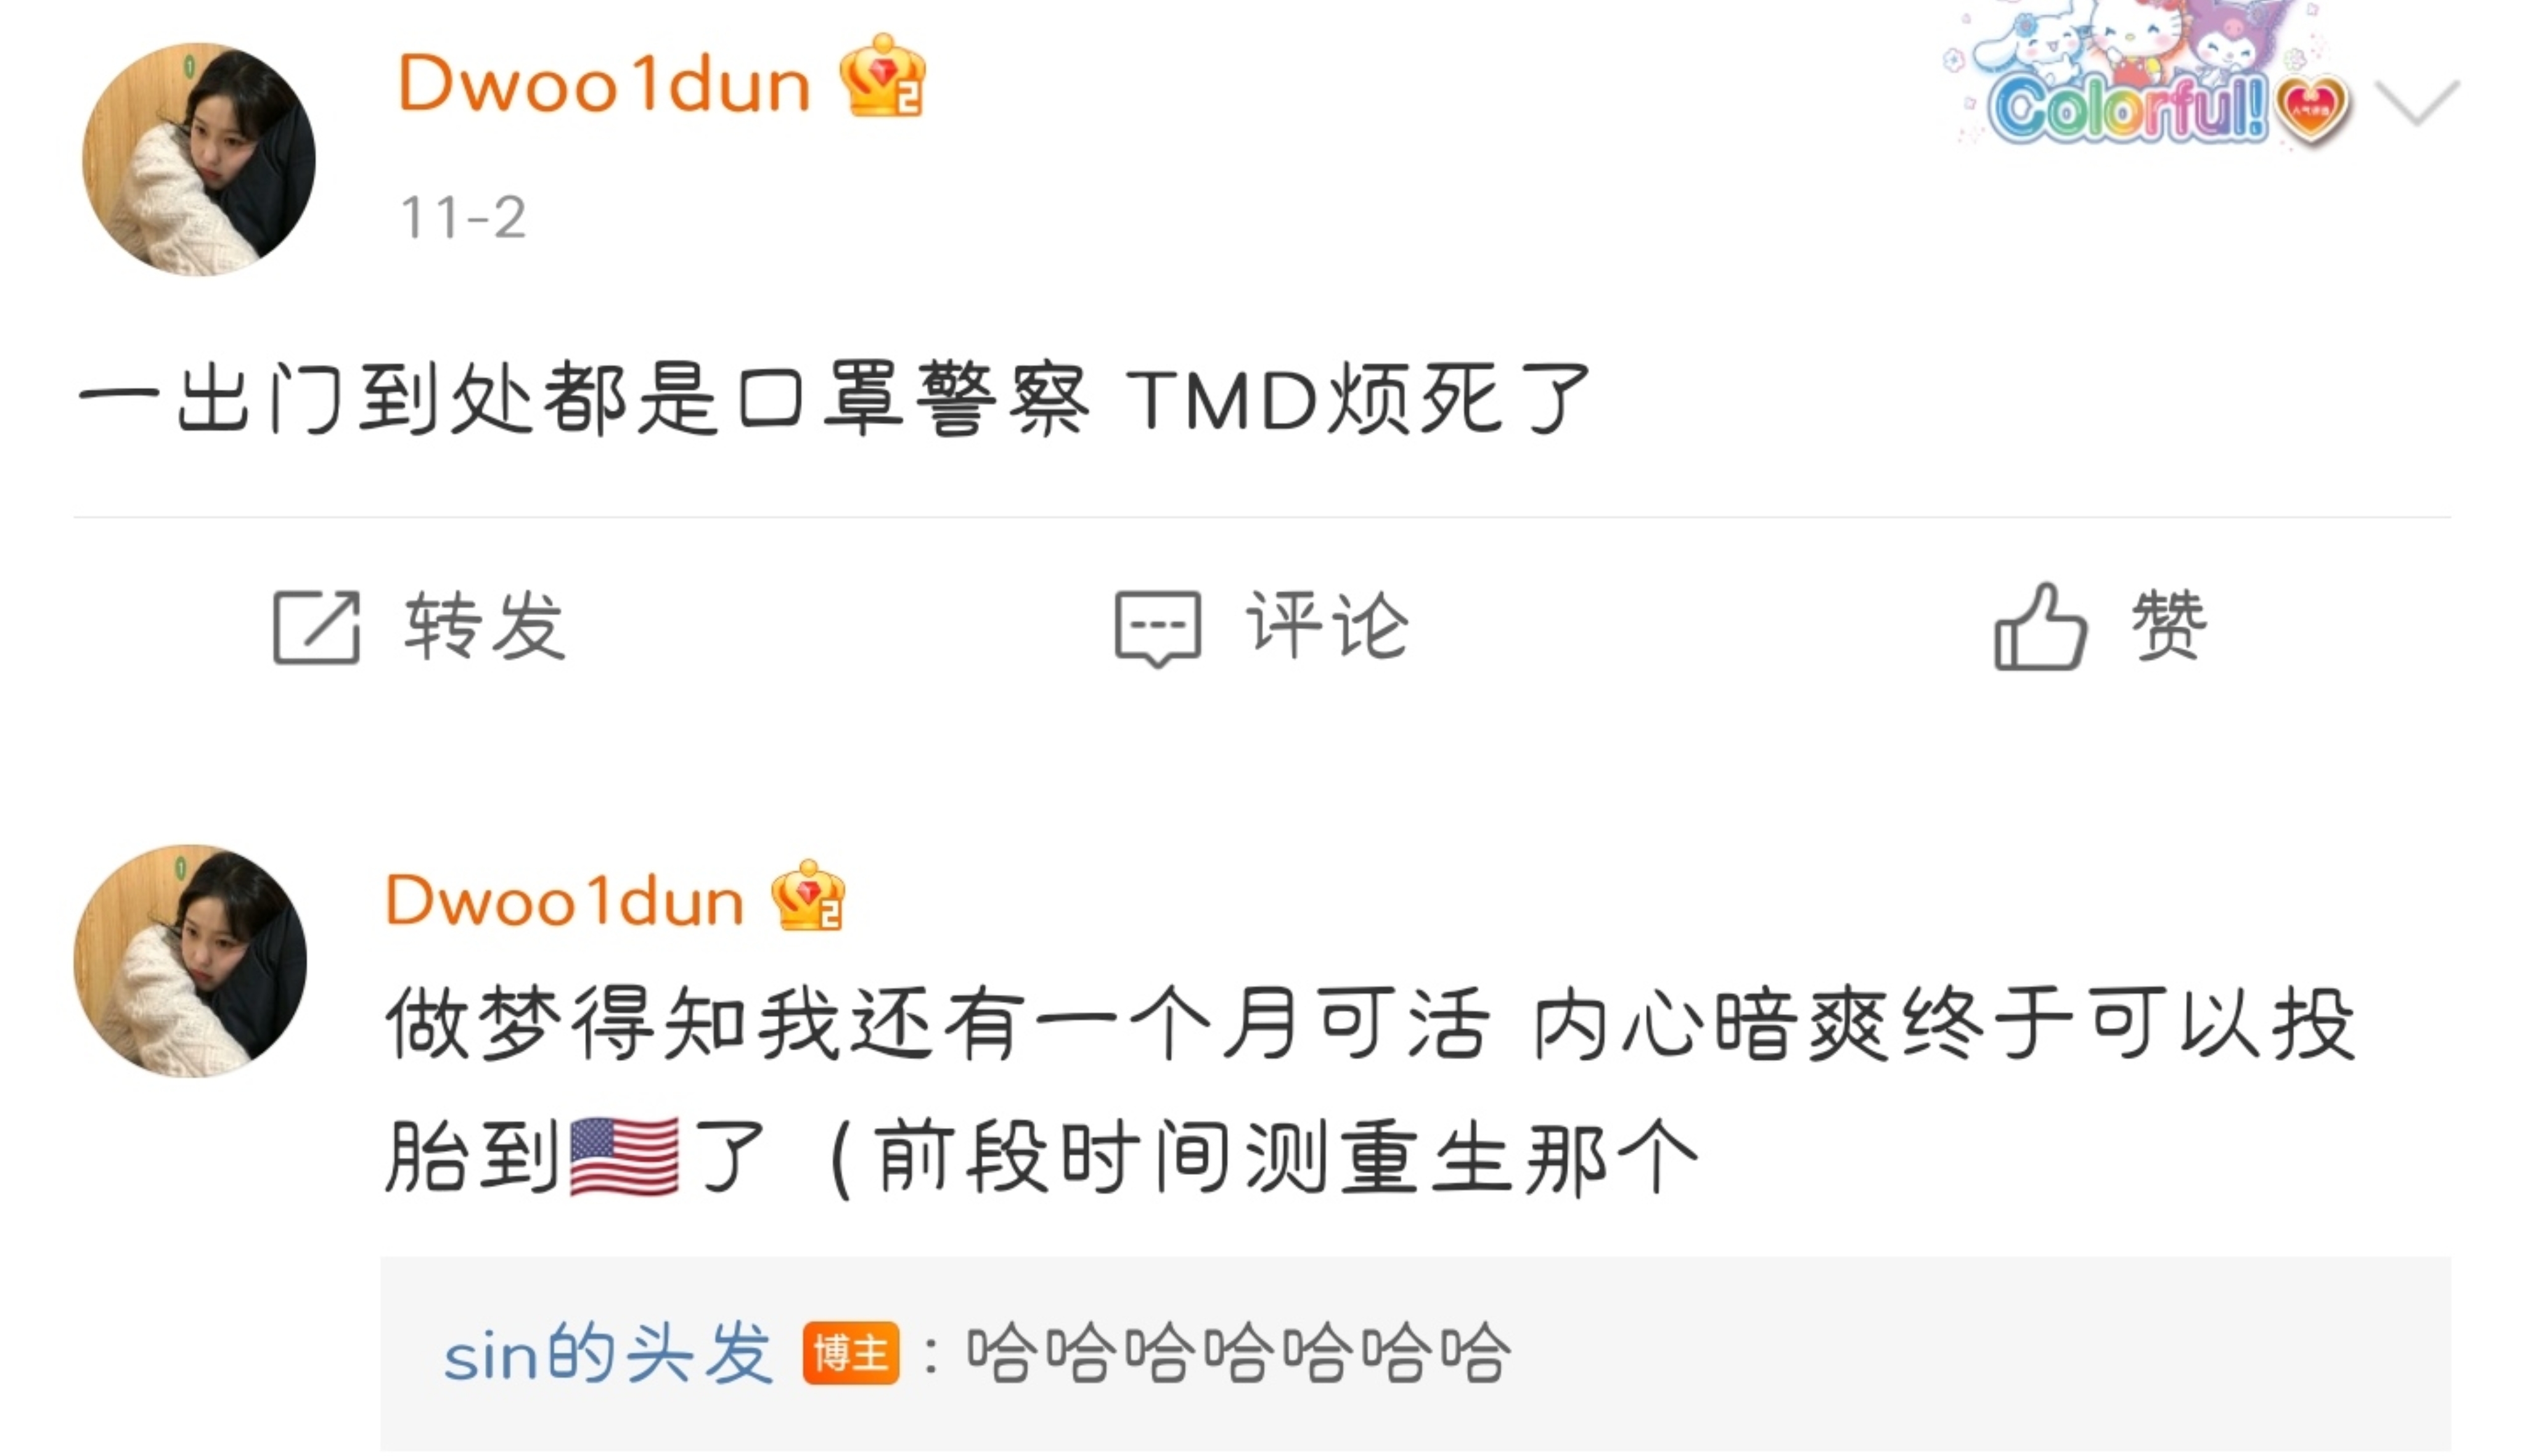 Dwoo1dun
Colorful!
11-2
一出门到处都是口罩警察 TMD烦死了
转发 评论 赞
Dwoo1dun
做梦得知我还有一个月可活 内心暗爽终于可以投
胎到🇺🇸了（前段时间测重生那个
sin的头发 博主：哈哈哈哈哈哈哈